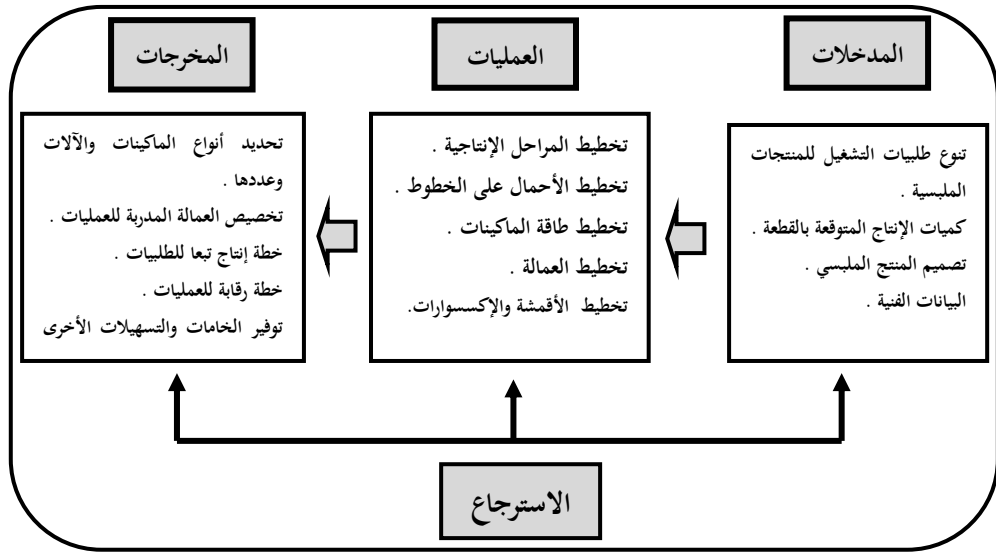 المدخلات
العمليات
المخرجات
تنوع طلبيات التشغيل للمنتجات
الملبسية .
كميات الإنتاج المتوقعة بالقطعة .
تصميم المنتج الملبسي .
البيانات الفنية .
تخطيط المراحل الإنتاجية .
تخطيط الأحمال على الخطوط .
تخطيط طاقة الماكينات .
تخطيط العمالة .
تخطيط الأقمشة والإكسسوارات.
تحديد أنواع الماكينات والآلات
وعددها .
تخصيص العمالة المدربة للعمليات .
خطة إنتاج تبعا للطلبيات .
خطة رقابة للعمليات .
توفير الخامات والتسهيلات الأخرى
الاسترجاع